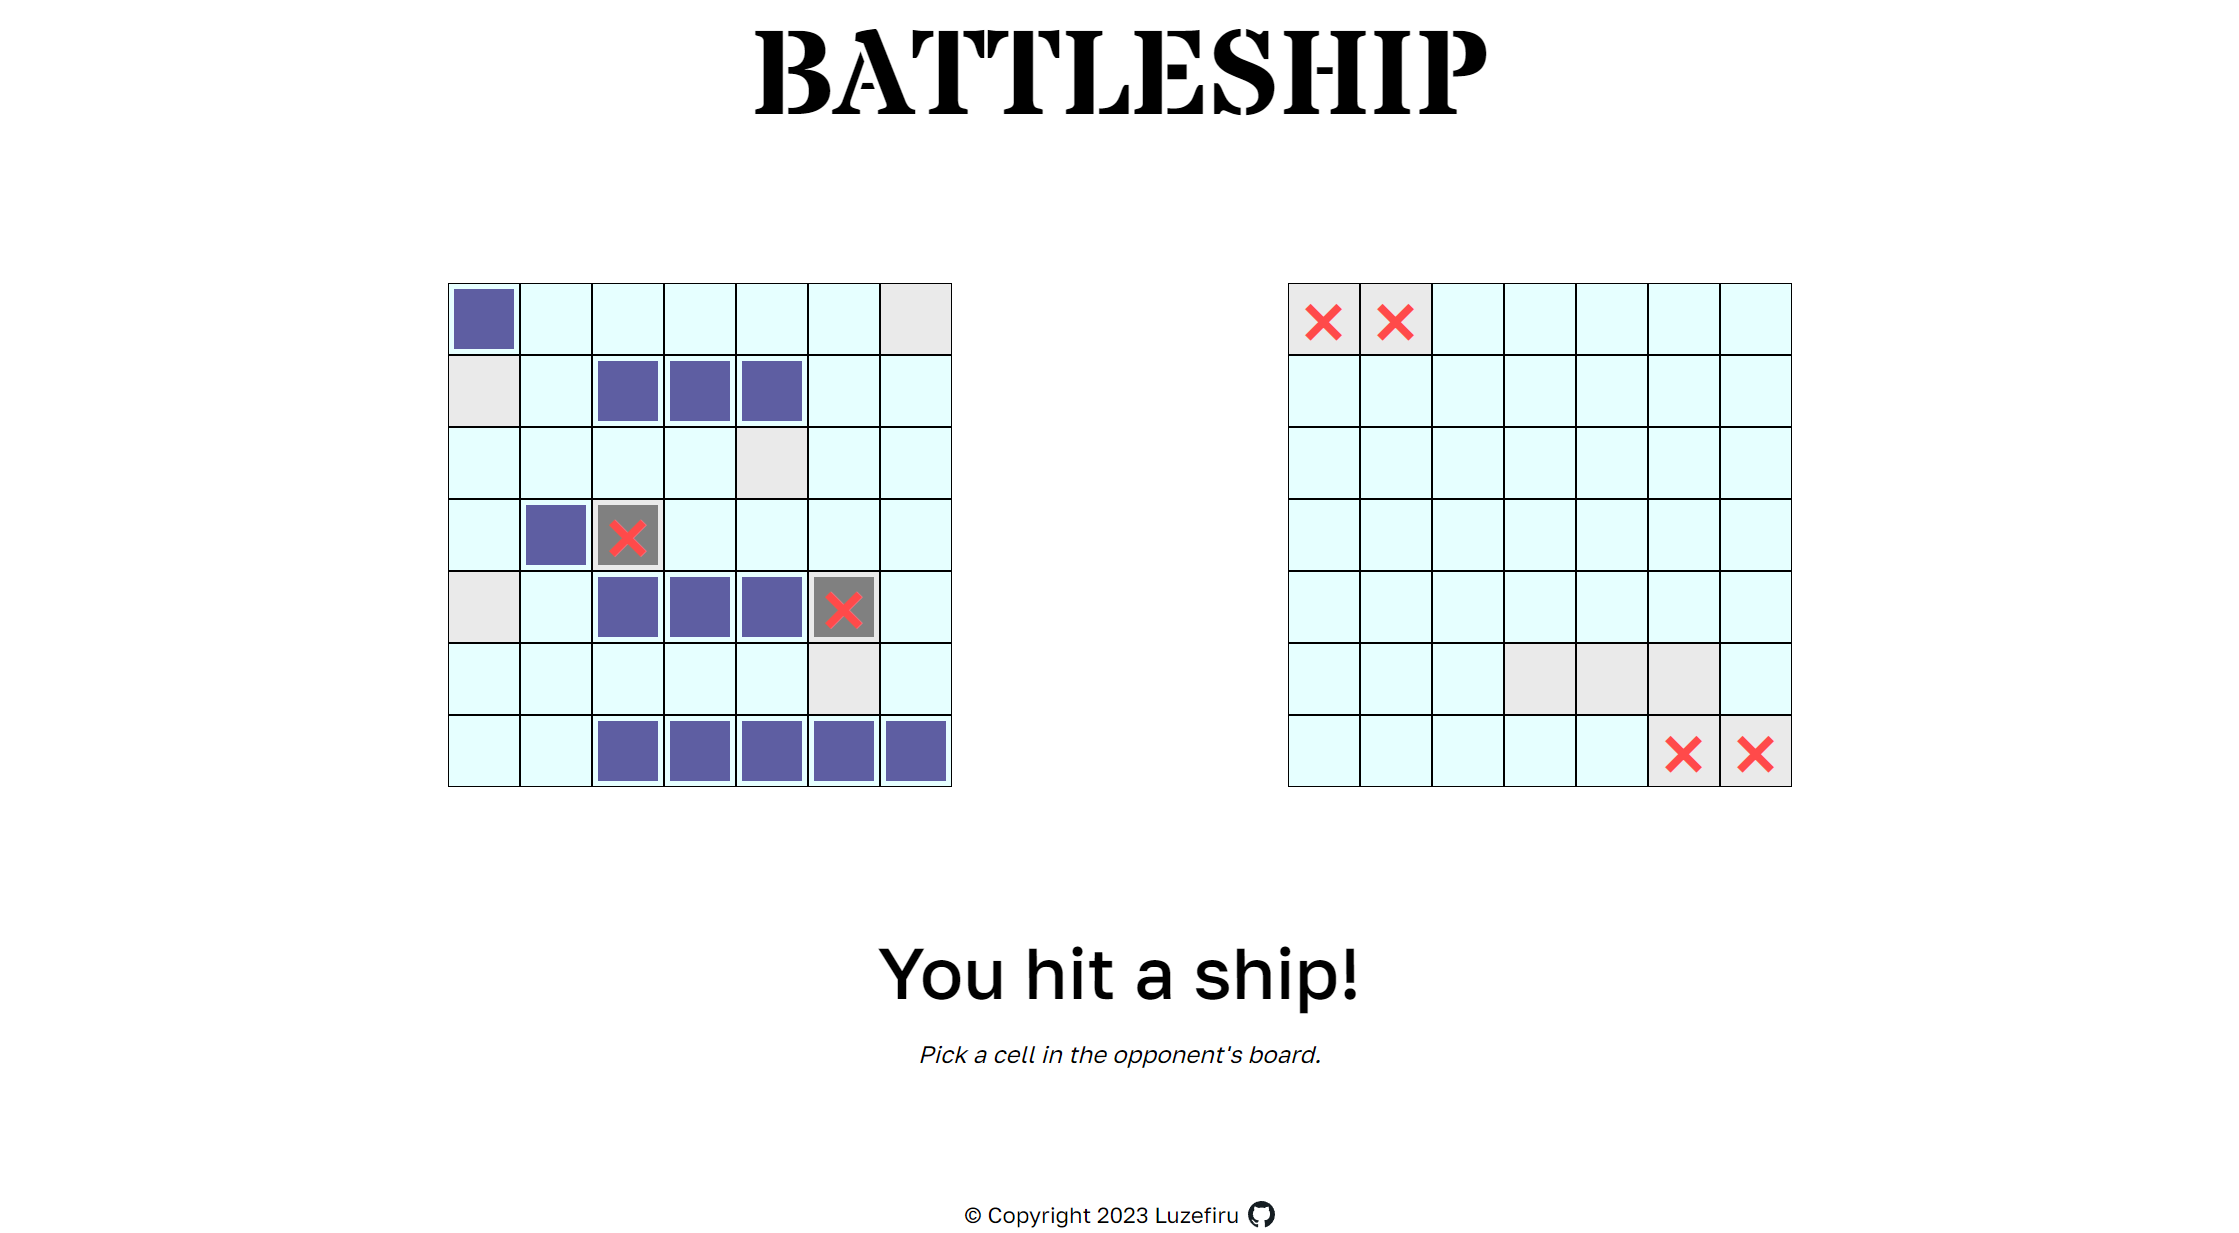 BATTLESHIP
You hit a ship!
Pick a cell in the opponent's board.
© Copyright 2023 Luzefiru